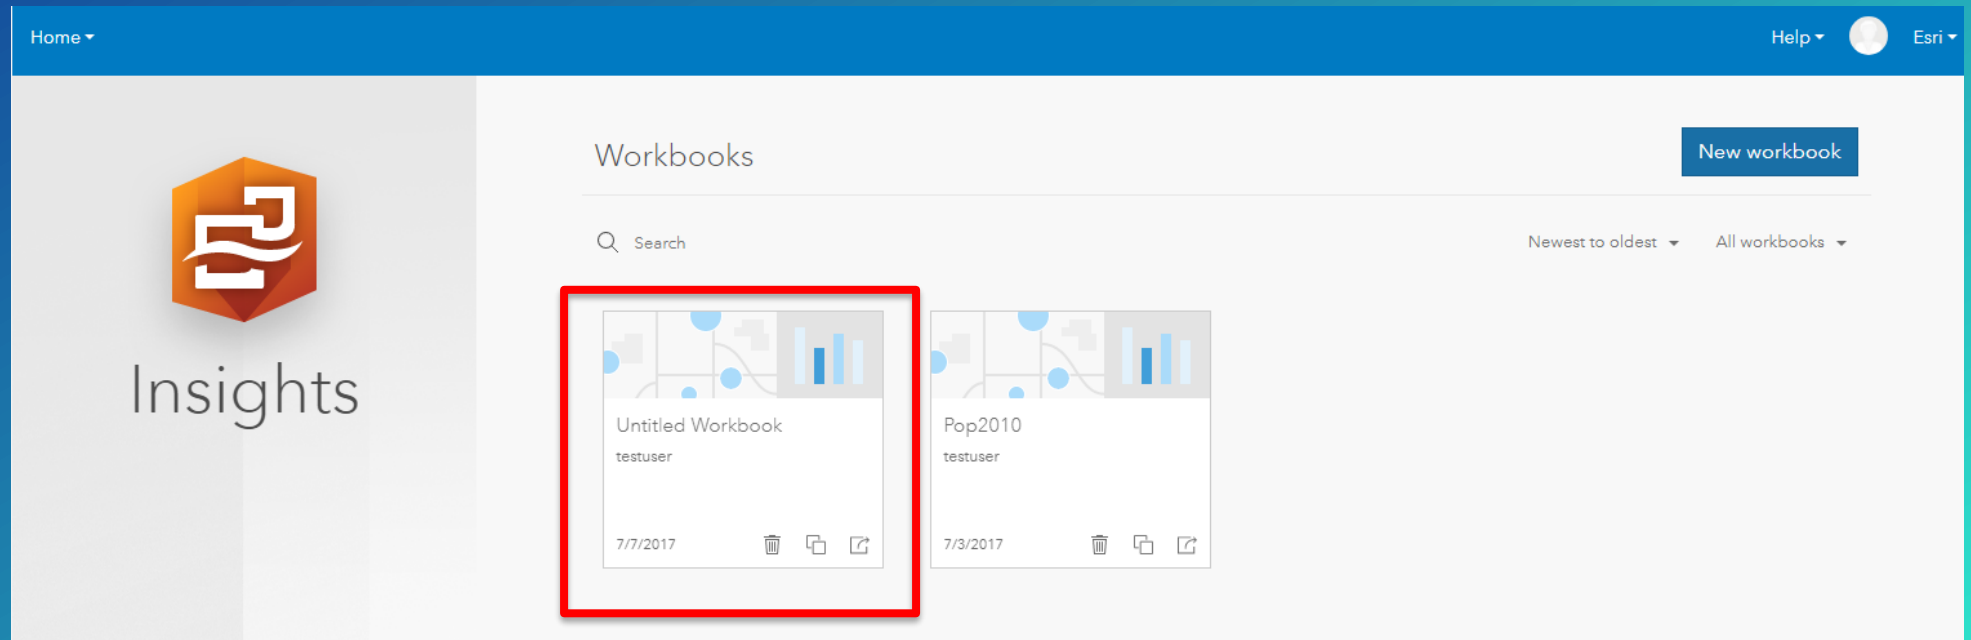 Home
Help
Esri
Insights
Workbooks
New workbook
Search
Newest to oldest
All workbooks
Untitled Workbook
testuser
7/7/2017
Pop2010
testuser
7/3/2017